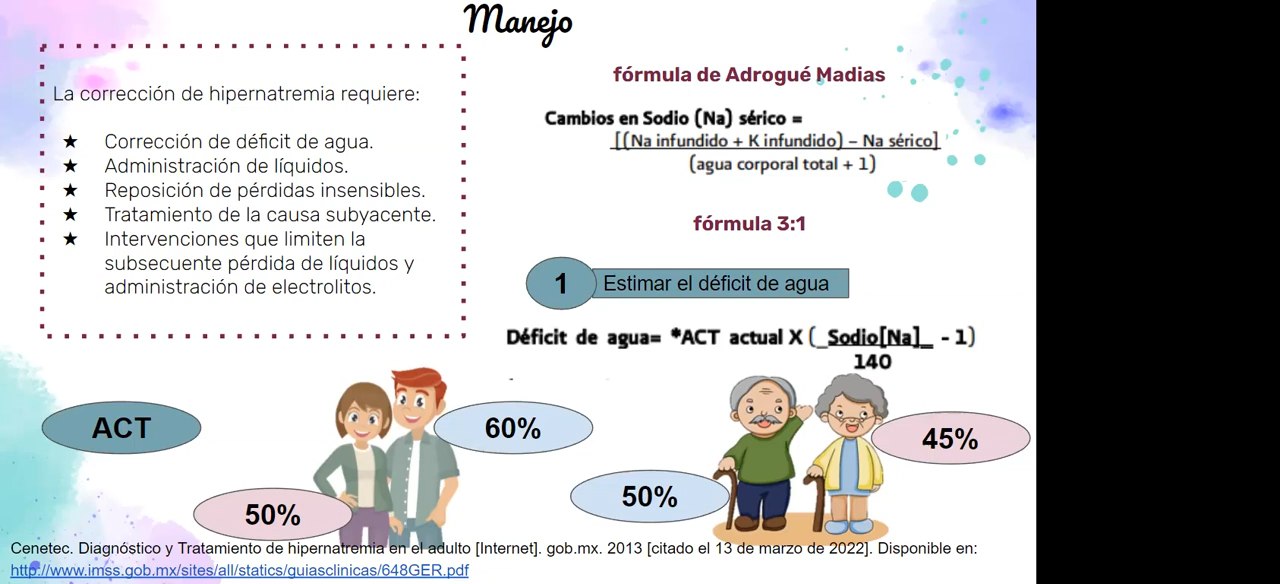 Manejo
La corrección de hipernatremia requiere:
★ Corrección de déficit de agua.
★ Administración de líquidos.
★ Reposición de pérdidas insensibles.
★ Tratamiento de la causa subyacente.
★ Intervenciones que limiten la
subsecuente pérdida de líquidos y
administración de electrolitos.
fórmula de Adrogué Madias
Cambios en Sodio (Na) sérico =
[(Na infundido + K infundido) – Na sérico]
(agua corporal total + 1)
fórmula 3:1
1 Estimar el déficit de agua
Déficit de agua= *ACT actual X (_Sodio[Na]_ - 1)
140
ACT
60%
50%
45%
50%
Cenetec. Diagnóstico y Tratamiento de hipernatremia en el adulto [Internet]. gob.mx. 2013 [citado el 13 de marzo de 2022]. Disponible en:
http://www.imss.gob.mx/sites/all/statics/guiasclinicas/648GER.pdf